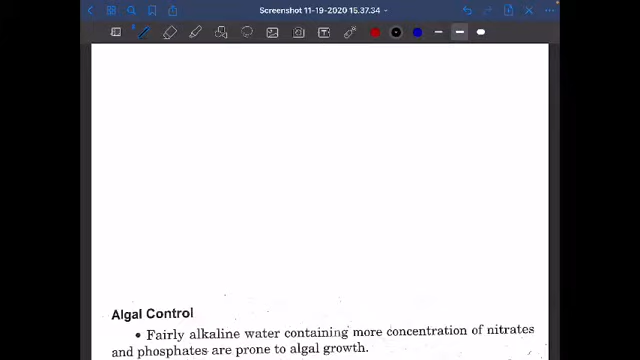 Screenshot 11-19-2020 15.37.34
Algal Control
• Fairly alkaline water containing more concentration of nitrates
and phosphates are prone to algal growth.